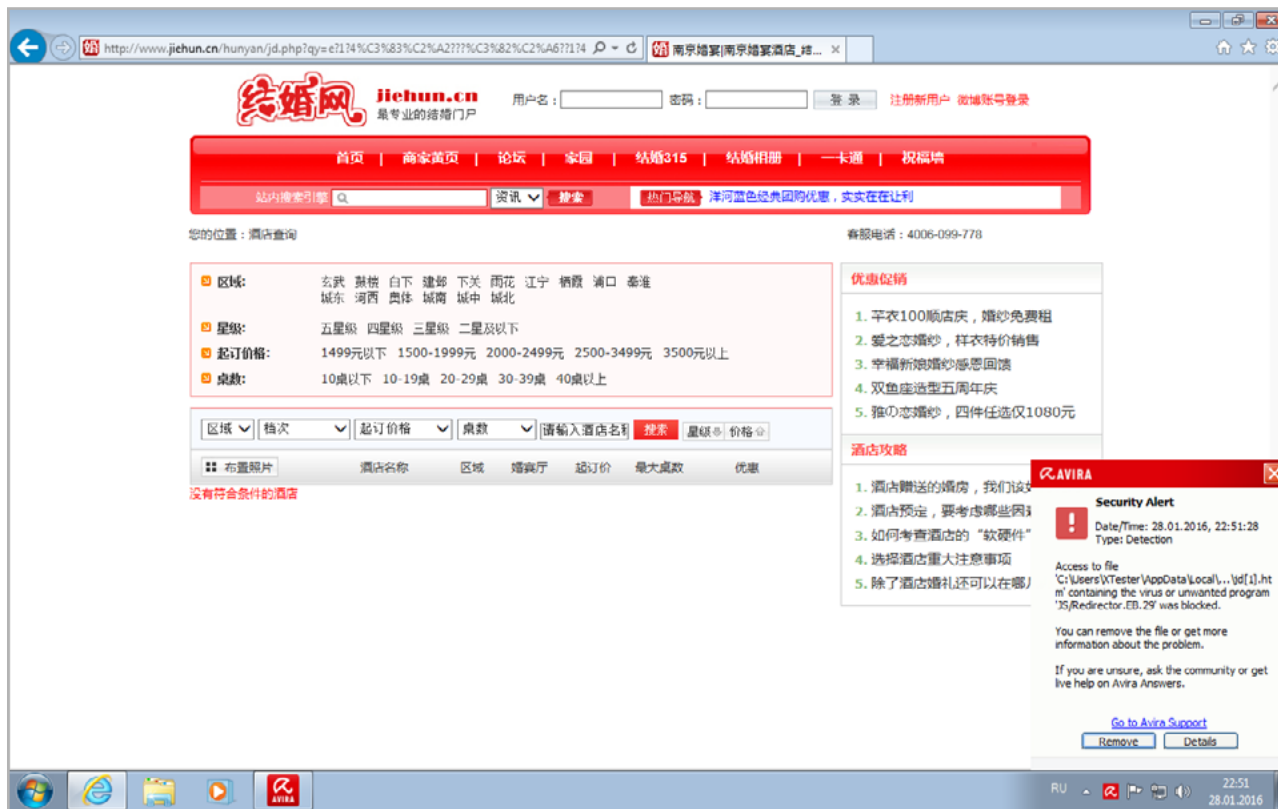 http://www.jiehun.cn/hunyan/jd.php?qy=e?1?4%C3%83%C2%A2???%C3%82%C2%A6??1?4
南京婚宴|南京婚宴酒店_结...
结婚网
jiehun.cn
最专业的结婚门户
用户名：
密码：
登 录
注册新用户 微博账号登录
首页 | 商家黄页 | 论坛 | 家园 | 结婚315 | 结婚相册 | 一卡通 | 祝福墙
站内搜索引擎
资讯
搜索
热门导航
洋河蓝色经典团购优惠，实实在在让利
您的位置：酒店查询
客服电话：4006-099-778
区域: 玄武 鼓楼 白下 建邺 下关 雨花 江宁 栖霞 浦口 秦淮
城东 河西 奥体 城南 城中 城北
星级: 五星级 四星级 三星级 二星及以下
起订价格: 1499元以下 1500-1999元 2000-2499元 2500-3499元 3500元以上
桌数: 10桌以下 10-19桌 20-29桌 30-39桌 40桌以上
区域 档次 起订价格 桌数 请输入酒店名称 搜索 星级 价格
布置照片 酒店名称 区域 婚宴厅 起订价 最大桌数 优惠
没有符合条件的酒店
优惠促销
1. 平衣100顺店庆，婚纱免费租
2. 爱之恋婚纱，样衣特价销售
3. 幸福新娘婚纱感恩回馈
4. 双鱼座造型五周年庆
5. 雅の恋婚纱，四件任选仅1080元
酒店攻略
1. 酒店赠送的婚房，我们该如
2. 酒店预定，要考虑哪些因素
3. 如何考查酒店的“软硬件”
4. 选择酒店重大注意事项
5. 除了酒店婚礼还可以在哪儿
AVIRA
Security Alert
Date/Time: 28.01.2016, 22:51:28
Type: Detection
Access to file
'C:\Users\XTester\AppData\Local\...\jd[1].ht
m' containing the virus or unwanted program
'JS/Redirector.EB.29' was blocked.
You can remove the file or get more
information about the problem.
If you are unsure, ask the community or get
live help on Avira Answers.
Go to Avira Support
Remove Details
AVIRA
RU
22:51
28.01.2016